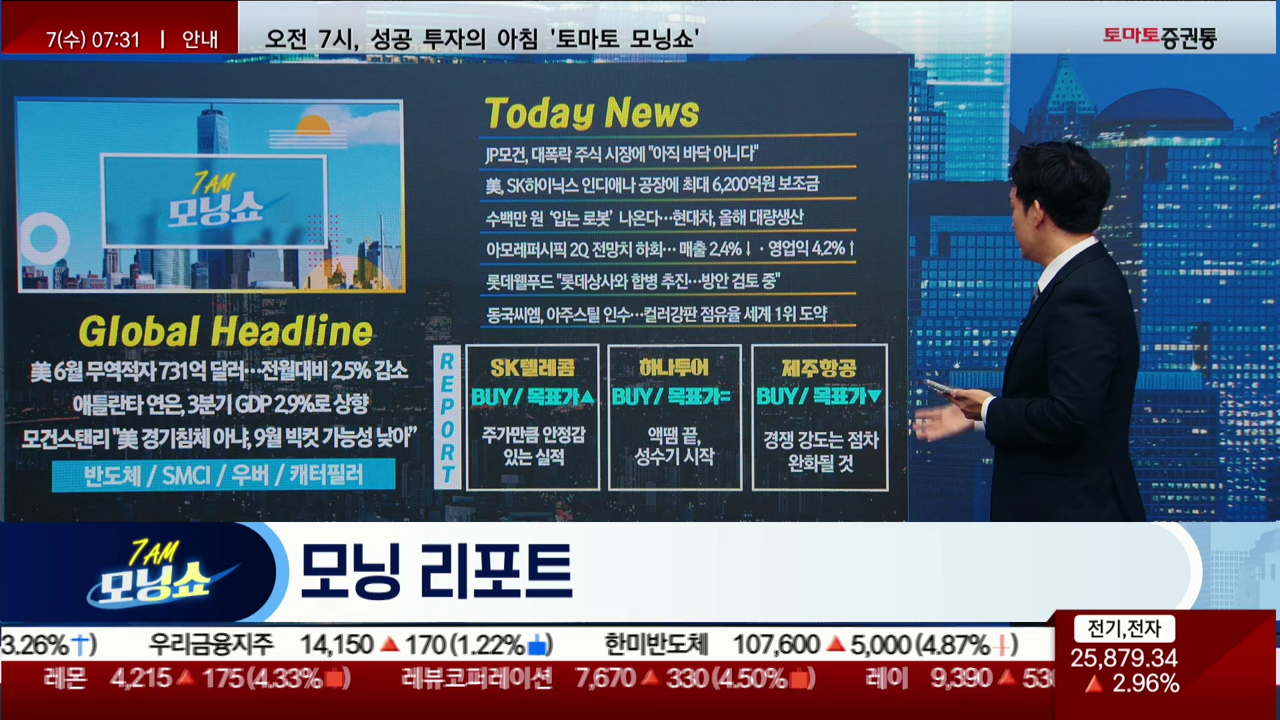 7(수) 07:31 | 안내
오전 7시, 성공 투자의 아침 '토마토 모닝쇼'
토마토증권통
7 AM
모닝쇼
Global Headline
美 6월 무역적자 731억 달러…전월대비 2.5% 감소
애틀란타 연은, 3분기 GDP 2.9%로 상향
모건스탠리 "美 경기침체 아냐, 9월 빅컷 가능성 낮아"
반도체 / SMCI / 우버 / 캐터필러
Today News
JP모건, 대폭락 주식 시장에 "아직 바닥 아니다"
美, SK하이닉스 인디애나 공장에 최대 6,200억원 보조금
수백만 원 '입는 로봇' 나온다…현대차, 올해 대량생산
아모레퍼시픽 2Q 전망치 하회… 매출 2.4%↓ · 영업익 4.2%↑
롯데웰푸드 "롯데상사와 합병 추진…방안 검토 중"
동국씨엠, 아주스틸 인수…컬러강판 점유율 세계 1위 도약
REPORT
SK텔레콤
BUY / 목표가▲
주가만큼 안정감
있는 실적
하나투어
BUY / 목표가=
액땜 끝,
성수기 시작
제주항공
BUY / 목표가▼
경쟁 강도는 점차
완화될 것
7 AM
모닝쇼
모닝 리포트
3.26%↑) 우리금융지주 14,150 ▲ 170 (1.22%) 한미반도체 107,600 ▲ 5,000 (4.87%)
레몬 4,215 ▲ 175 (4.33%) 레뷰코퍼레이션 7,670 ▲ 330 (4.50%) 레이 9,390 ▲ 530
전기,전자
25,879.34
▲ 2.96%